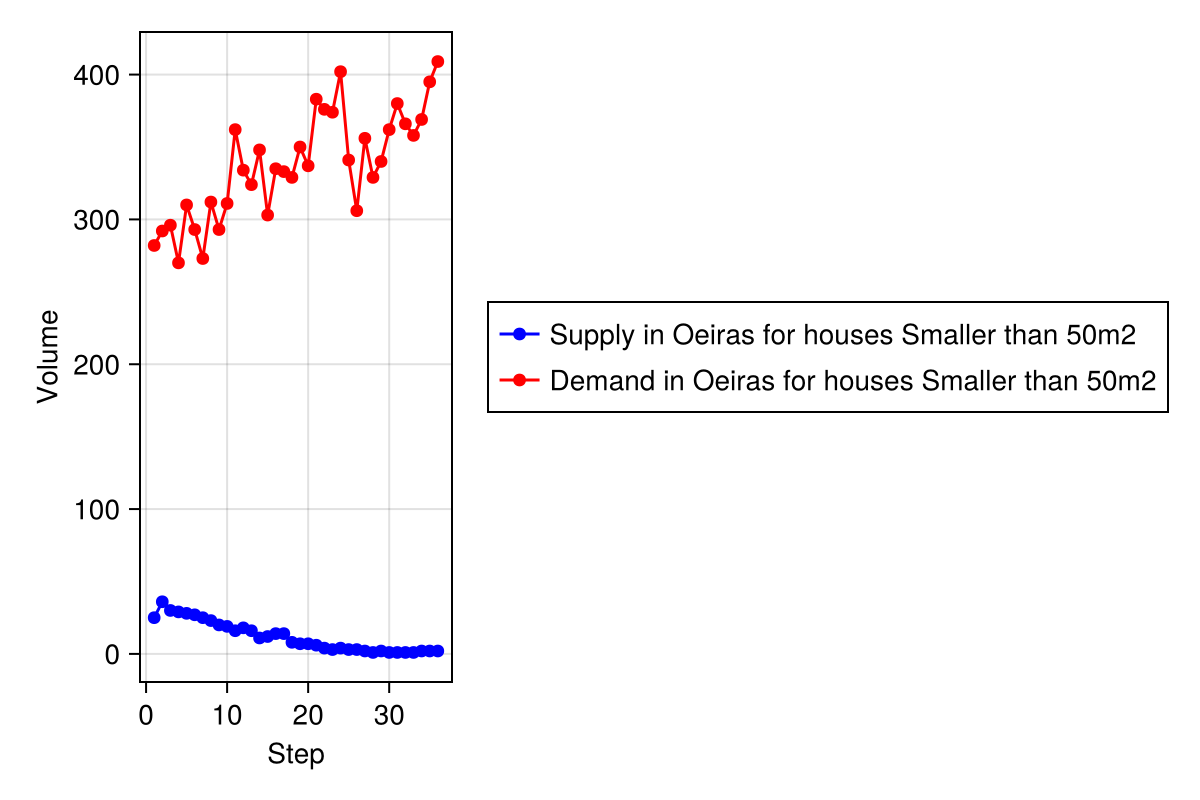 400
300
200
100
0
Volume
0 10 20 30
Step
Supply in Oeiras for houses Smaller than 50m2
Demand in Oeiras for houses Smaller than 50m2